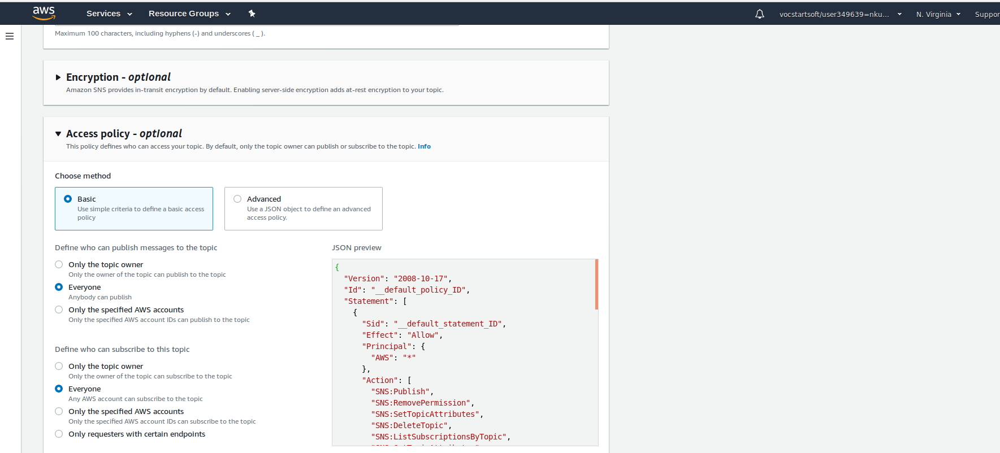 aws
Services
Resource Groups
vocstartsoft/user349639=nku...
N. Virginia
Suppor
Maximum 100 characters, including hyphens (-) and underscores ( _ ).
Encryption - optional
Amazon SNS provides in-transit encryption by default. Enabling server-side encryption adds at-rest encryption to your topic.
Access policy - optional
This policy defines who can access your topic. By default, only the topic owner can publish or subscribe to the topic. Info
Choose method
Basic
Use simple criteria to define a basic access
policy
Advanced
Use a JSON object to define an advanced
access policy.
Define who can publish messages to the topic
Only the topic owner
Only the owner of the topic can publish to the topic
Everyone
Anybody can publish
Only the specified AWS accounts
Only the specified AWS account IDs can publish to the topic
Define who can subscribe to this topic
Only the topic owner
Only the owner of the topic can subscribe to the topic
Everyone
Any AWS account can subscribe to the topic
Only the specified AWS accounts
Only the specified AWS account IDs can subscribe to the topic
Only requesters with certain endpoints
JSON preview
{
"Version": "2008-10-17",
"Id": "__default_policy_ID",
"Statement": [
{
"Sid": "__default_statement_ID",
"Effect": "Allow",
"Principal": {
"AWS": "*"
},
"Action": [
"SNS:Publish",
"SNS:RemovePermission",
"SNS:SetTopicAttributes",
"SNS:DeleteTopic",
"SNS:ListSubscriptionsByTopic",